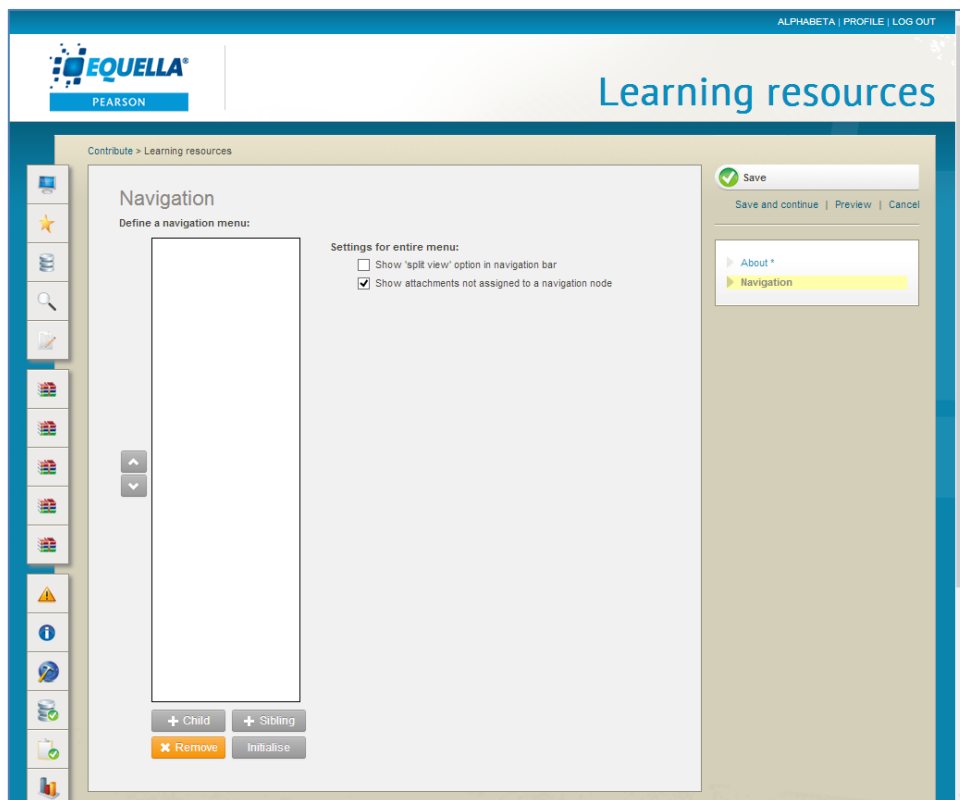 ALPHABETA | PROFILE | LOG OUT
EQUELLA®
PEARSON
Learning resources
Contribute > Learning resources
Navigation
Define a navigation menu:
Settings for entire menu:
Show 'split view' option in navigation bar
Show attachments not assigned to a navigation node
+ Child
+ Sibling
Remove
Initialise
Save
Save and continue | Preview | Cancel
About *
Navigation